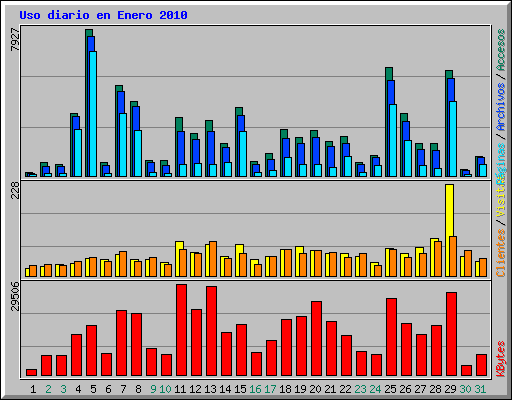 Uso diario en Enero 2010
7927
228
29506
Accesos / Archivos / Páginas
Visitas / Clientes
KBytes
1 2 3 4 5 6 7 8 9 10 11 12 13 14 15 16 17 18 19 20 21 22 23 24 25 26 27 28 29 30 31